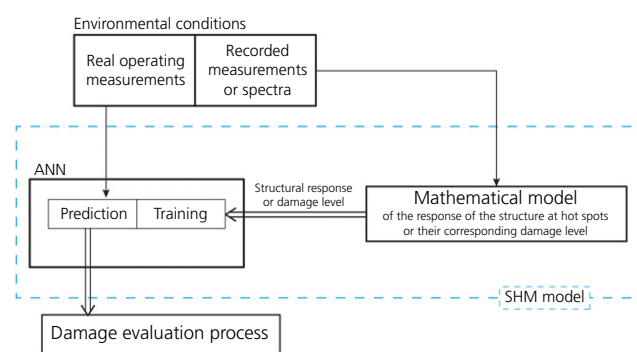 Environmental conditions
Real operating
measurements
Recorded
measurements
or spectra
ANN
Prediction
Training
Structural response
or damage level
Mathematical model
of the response of the structure at hot spots
or their corresponding damage level
SHM model
Damage evaluation process